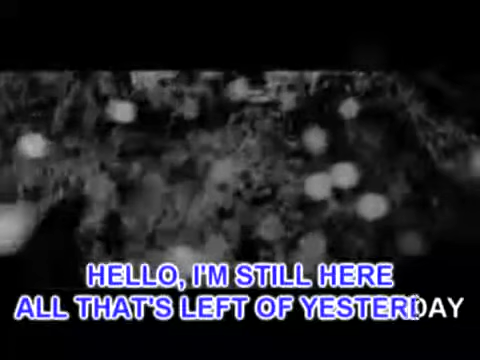 HELLO, I'M STILL HERE
ALL THAT'S LEFT OF YESTERDAY